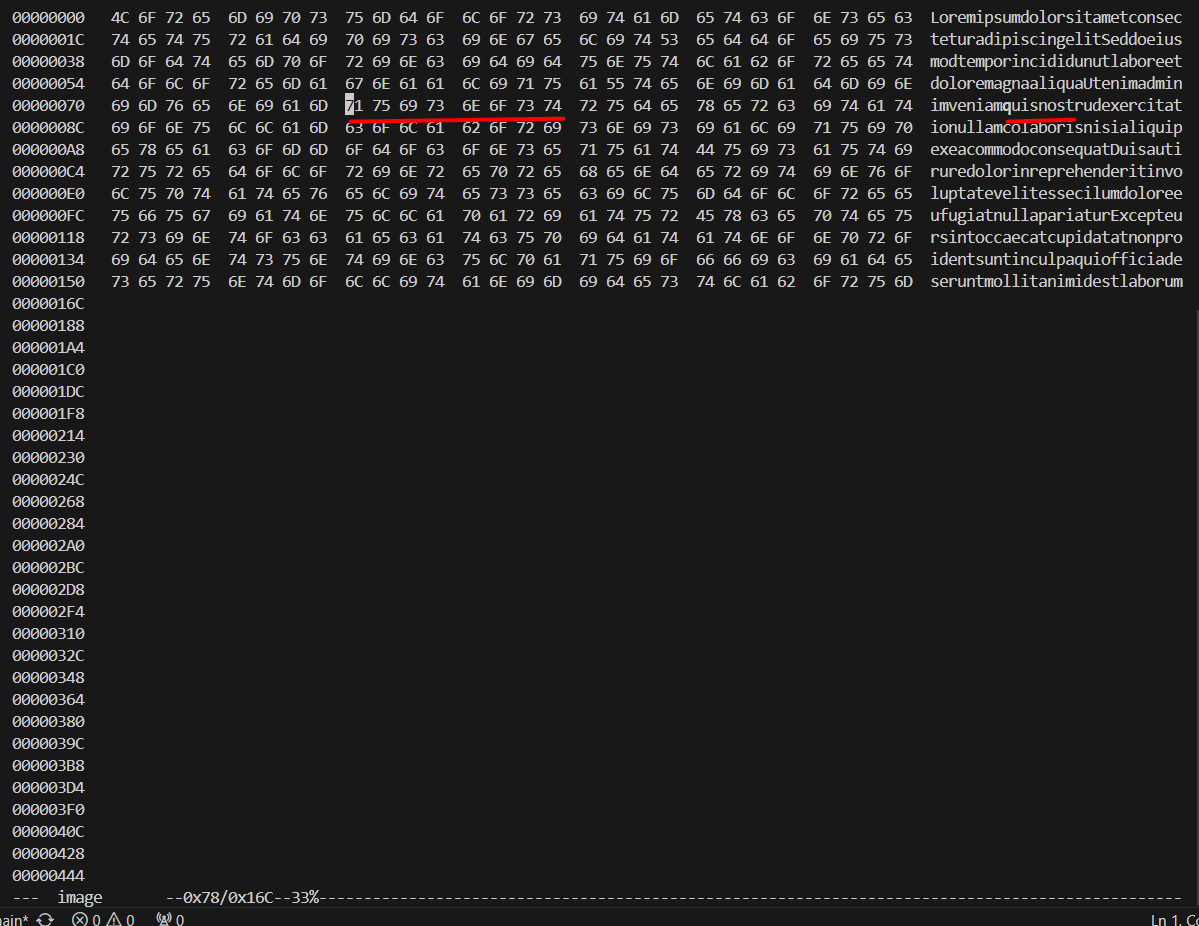 00000000 4C 6F 72 65 6D 69 70 73 75 6D 64 6F 6C 6F 72 73 69 74 61 6D 65 74 63 6F 6E 73 65 63 Loremipsumdolorsitametconsec
0000001C 74 65 74 75 72 61 64 69 70 69 73 63 69 6E 67 65 6C 69 74 53 65 64 64 6F 65 69 75 73 teturadipiscingelitSeddoeius
00000038 6D 6F 64 74 65 6D 70 6F 72 69 6E 63 69 64 69 64 75 6E 75 74 6C 61 62 6F 72 65 65 74 modtemporincididunutlaboreet
00000054 64 6F 6C 6F 72 65 6D 61 67 6E 61 61 6C 69 71 75 61 55 74 65 6E 69 6D 61 64 6D 69 6E doloremagnaaliquaUtenimadmin
00000070 69 6D 76 65 6E 69 61 6D 71 75 69 73 6E 6F 73 74 72 75 64 65 78 65 72 63 69 74 61 74 imveniamquisnostrudexercitat
0000008C 69 6F 6E 75 6C 6C 61 6D 63 6F 6C 61 62 6F 72 69 73 6E 69 73 69 61 6C 69 71 75 69 70 ionullamcolaborisnisialiquip
000000A8 65 78 65 61 63 6F 6D 6D 6F 64 6F 63 6F 6E 73 65 71 75 61 74 44 75 69 73 61 75 74 69 exeacommodoconsequatDuisauti
000000C4 72 75 72 65 64 6F 6C 6F 72 69 6E 72 65 70 72 65 68 65 6E 64 65 72 69 74 69 6E 76 6F ruredolorinreprehenderitinvo
000000E0 6C 75 70 74 61 74 65 76 65 6C 69 74 65 73 73 65 63 69 6C 75 6D 64 6F 6C 6F 72 65 65 luptatevelitessecilumdoloree
000000FC 75 66 75 67 69 61 74 6E 75 6C 6C 61 70 61 72 69 61 74 75 72 45 78 63 65 70 74 65 75 ufugiatnullapariaturExcepteu
00000118 72 73 69 6E 74 6F 63 63 61 65 63 61 74 63 75 70 69 64 61 74 61 74 6E 6F 6E 70 72 6F rsintoccaecatcupidatatnonpro
00000134 69 64 65 6E 74 73 75 6E 74 69 6E 63 75 6C 70 61 71 75 69 6F 66 66 69 63 69 61 64 65 identsuntinculpaquiofficiade
00000150 73 65 72 75 6E 74 6D 6F 6C 6C 69 74 61 6E 69 6D 69 64 65 73 74 6C 61 62 6F 72 75 6D seruntmollitanimidestlaborum
0000016C
00000188
000001A4
000001C0
000001DC
000001F8
00000214
00000230
0000024C
00000268
00000284
000002A0
000002BC
000002D8
000002F4
00000310
0000032C
00000348
00000364
00000380
0000039C
000003B8
000003D4
000003F0
0000040C
00000428
00000444
--- image --0x78/0x16C--33%------------------------------------------------------------------------------------------------
ain* 0 0 0 Ln 1, Co